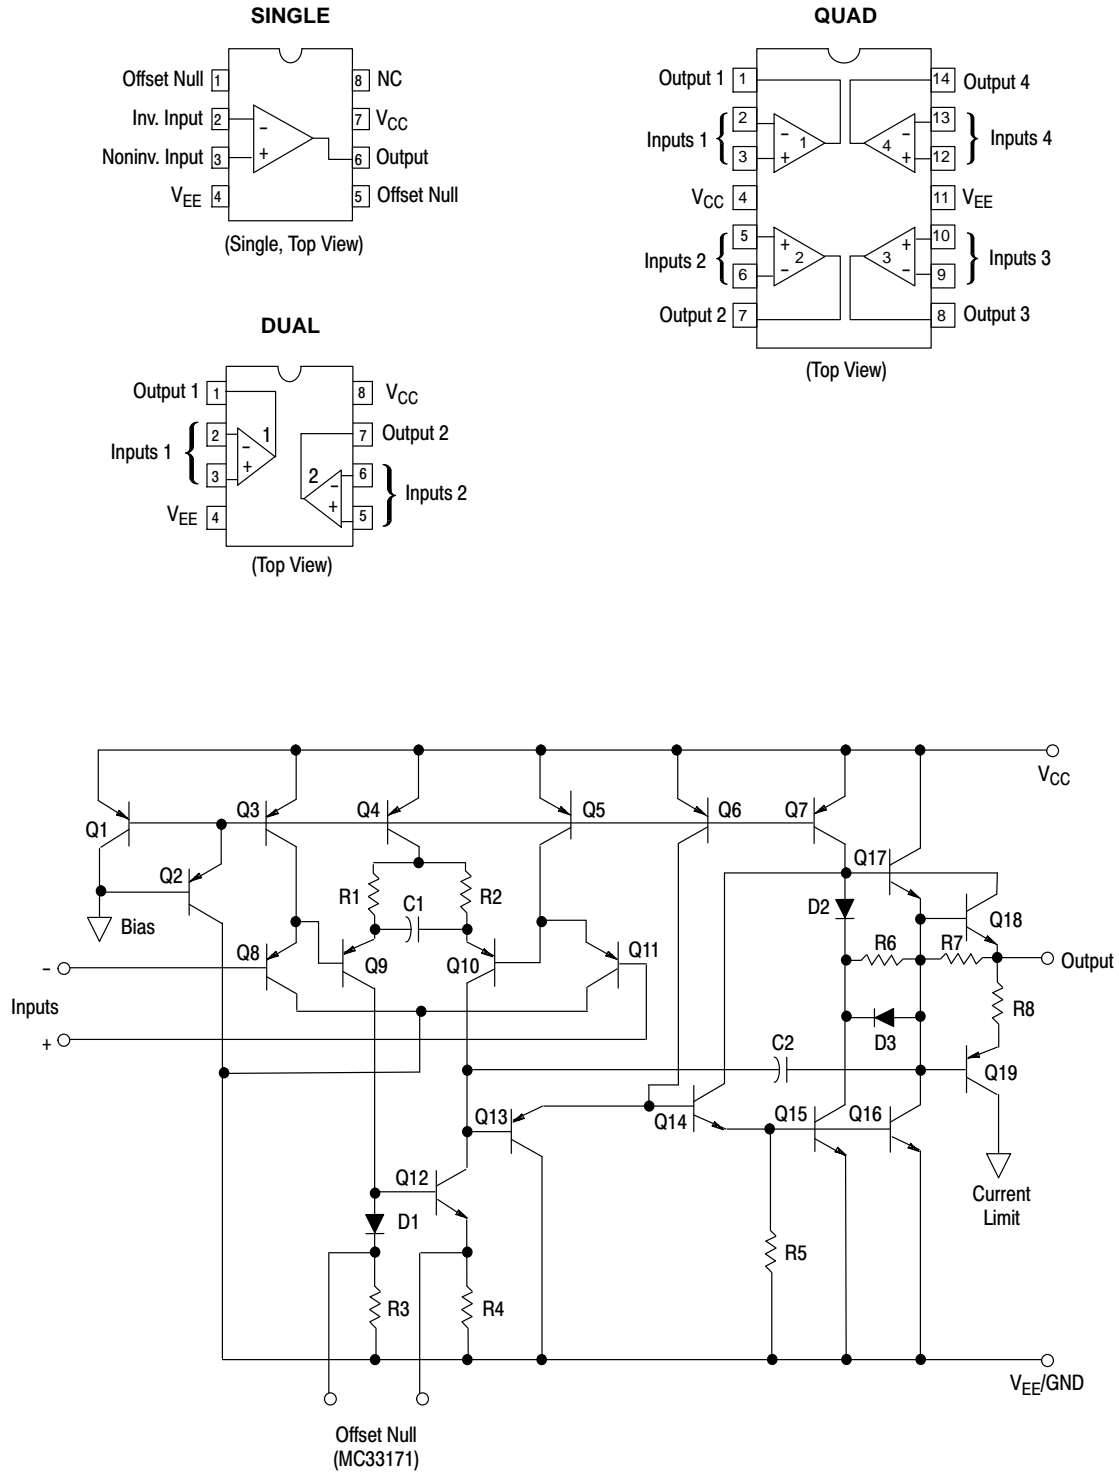 SINGLE
Offset Null 1 8 NC
Inv. Input 2 − 7 VCC
Noninv. Input 3 + 6 Output
VEE 4 5 Offset Null
(Single, Top View)
QUAD
Output 1 1 14 Output 4
Inputs 1 2 − 1 4 − 13 Inputs 4
3 + + 12
VCC 4 11 VEE
Inputs 2 5 + 2 3 + 10 Inputs 3
6 − − 9
Output 2 7 8 Output 3
(Top View)
DUAL
Output 1 1 8 VCC
Inputs 1 2 − 1 7 Output 2
3 + 2 − 6 Inputs 2
VEE 4 + 5
(Top View)
VCC
Q1 Q3 Q4 Q5 Q6 Q7
Q2 Q17
R1 C1 R2 D2 Q18
Bias
Q8 Q9 Q10 Q11 R6 R7 Output
−
Inputs
+
D3 R8
C2 Q19
Q13 Q14 Q15 Q16
Q12
D1
Current
Limit
R3 R4 R5
VEE/GND
Offset Null
(MC33171)